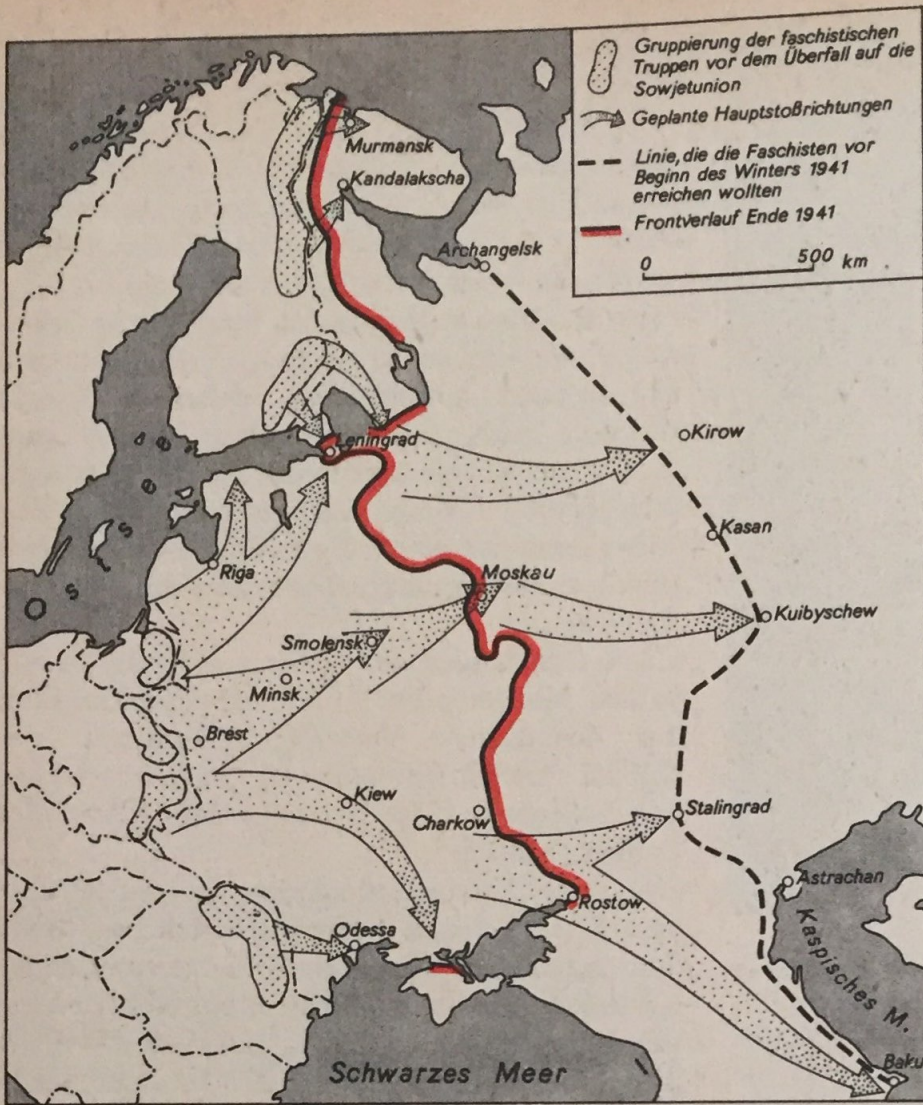 Gruppierung der faschistischen
Truppen vor dem Überfall auf die
Sowjetunion
Geplante Hauptstoßrichtungen
Linie, die die Faschisten vor
Beginn des Winters 1941
erreichen wollten
Frontverlauf Ende 1941
0 500 km
Murmansk
Kandalakscha
Archangelsk
Kirow
Leningrad
Ostsee
Kasan
Riga
Moskau
Kuibyschew
Smolensk
Minsk
Brest
Kiew
Charkow
Stalingrad
Astrachan
Rostow
Odessa
Kaspisches M.
Baku
Schwarzes Meer